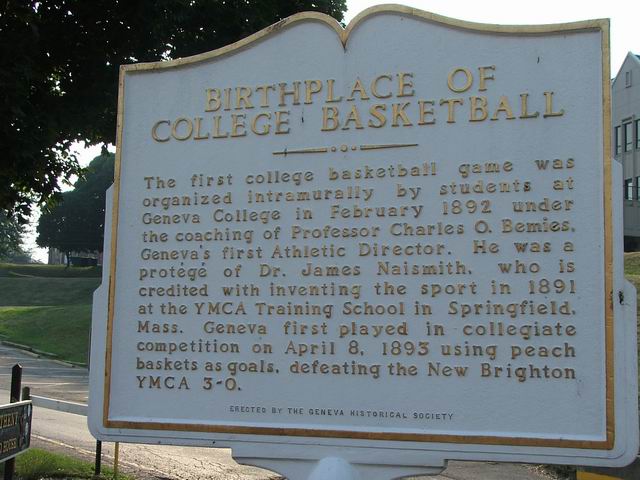 BIRTHPLACE OF
COLLEGE BASKETBALL
The first college basketball game was
organized intramurally by students at
Geneva College in February 1892 under
the coaching of Professor Charles O. Bemies,
Geneva's first Athletic Director. He was a
protégé of Dr. James Naismith, who is
credited with inventing the sport in 1891
at the YMCA Training School in Springfield,
Mass. Geneva first played in collegiate
competition on April 8, 1893 using peach
baskets as goals, defeating the New Brighton
YMCA 3-0.
ERECTED BY THE GENEVA HISTORICAL SOCIETY